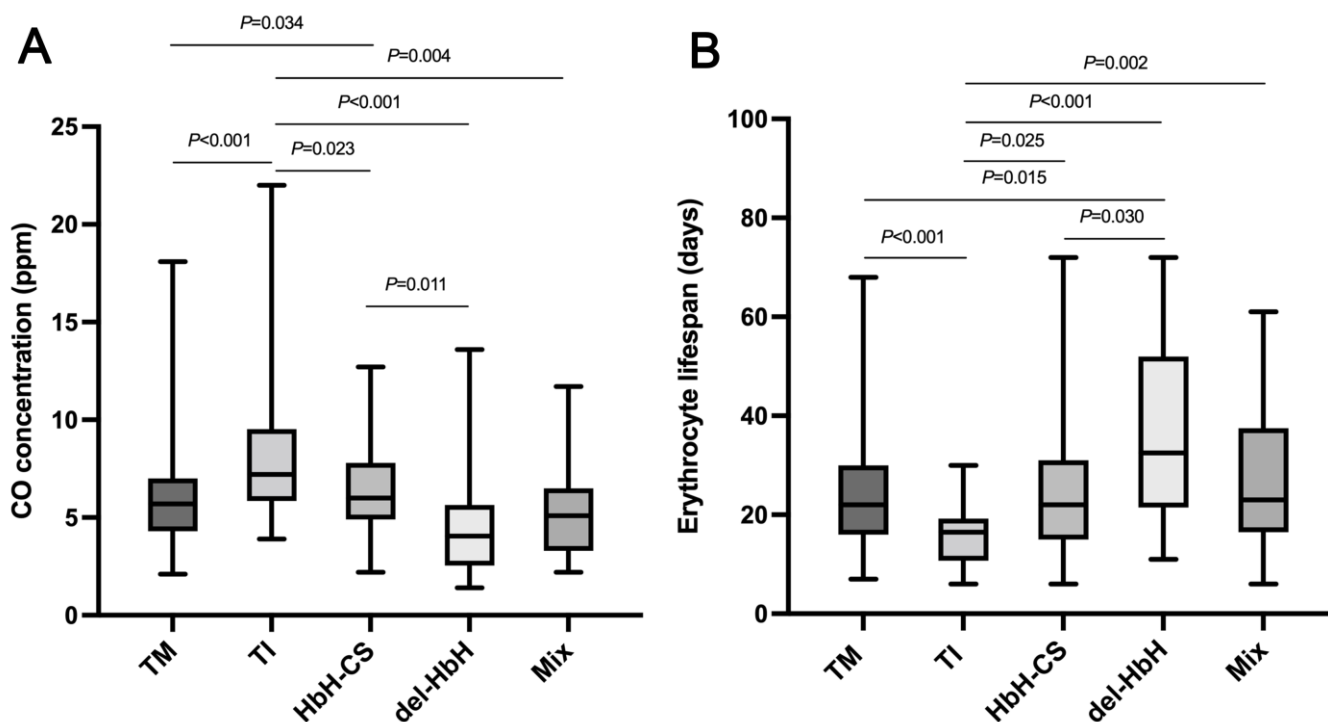 A
P=0.034
P=0.004
P<0.001
P<0.001
P=0.023
P=0.011
CO concentration (ppm)
25
20
15
10
5
0
TM
TI
HbH-CS
del-HbH
Mix
B
P=0.002
P<0.001
P=0.025
P=0.015
P=0.030
P<0.001
Erythrocyte lifespan (days)
100
80
60
40
20
0
TM
TI
HbH-CS
del-HbH
Mix